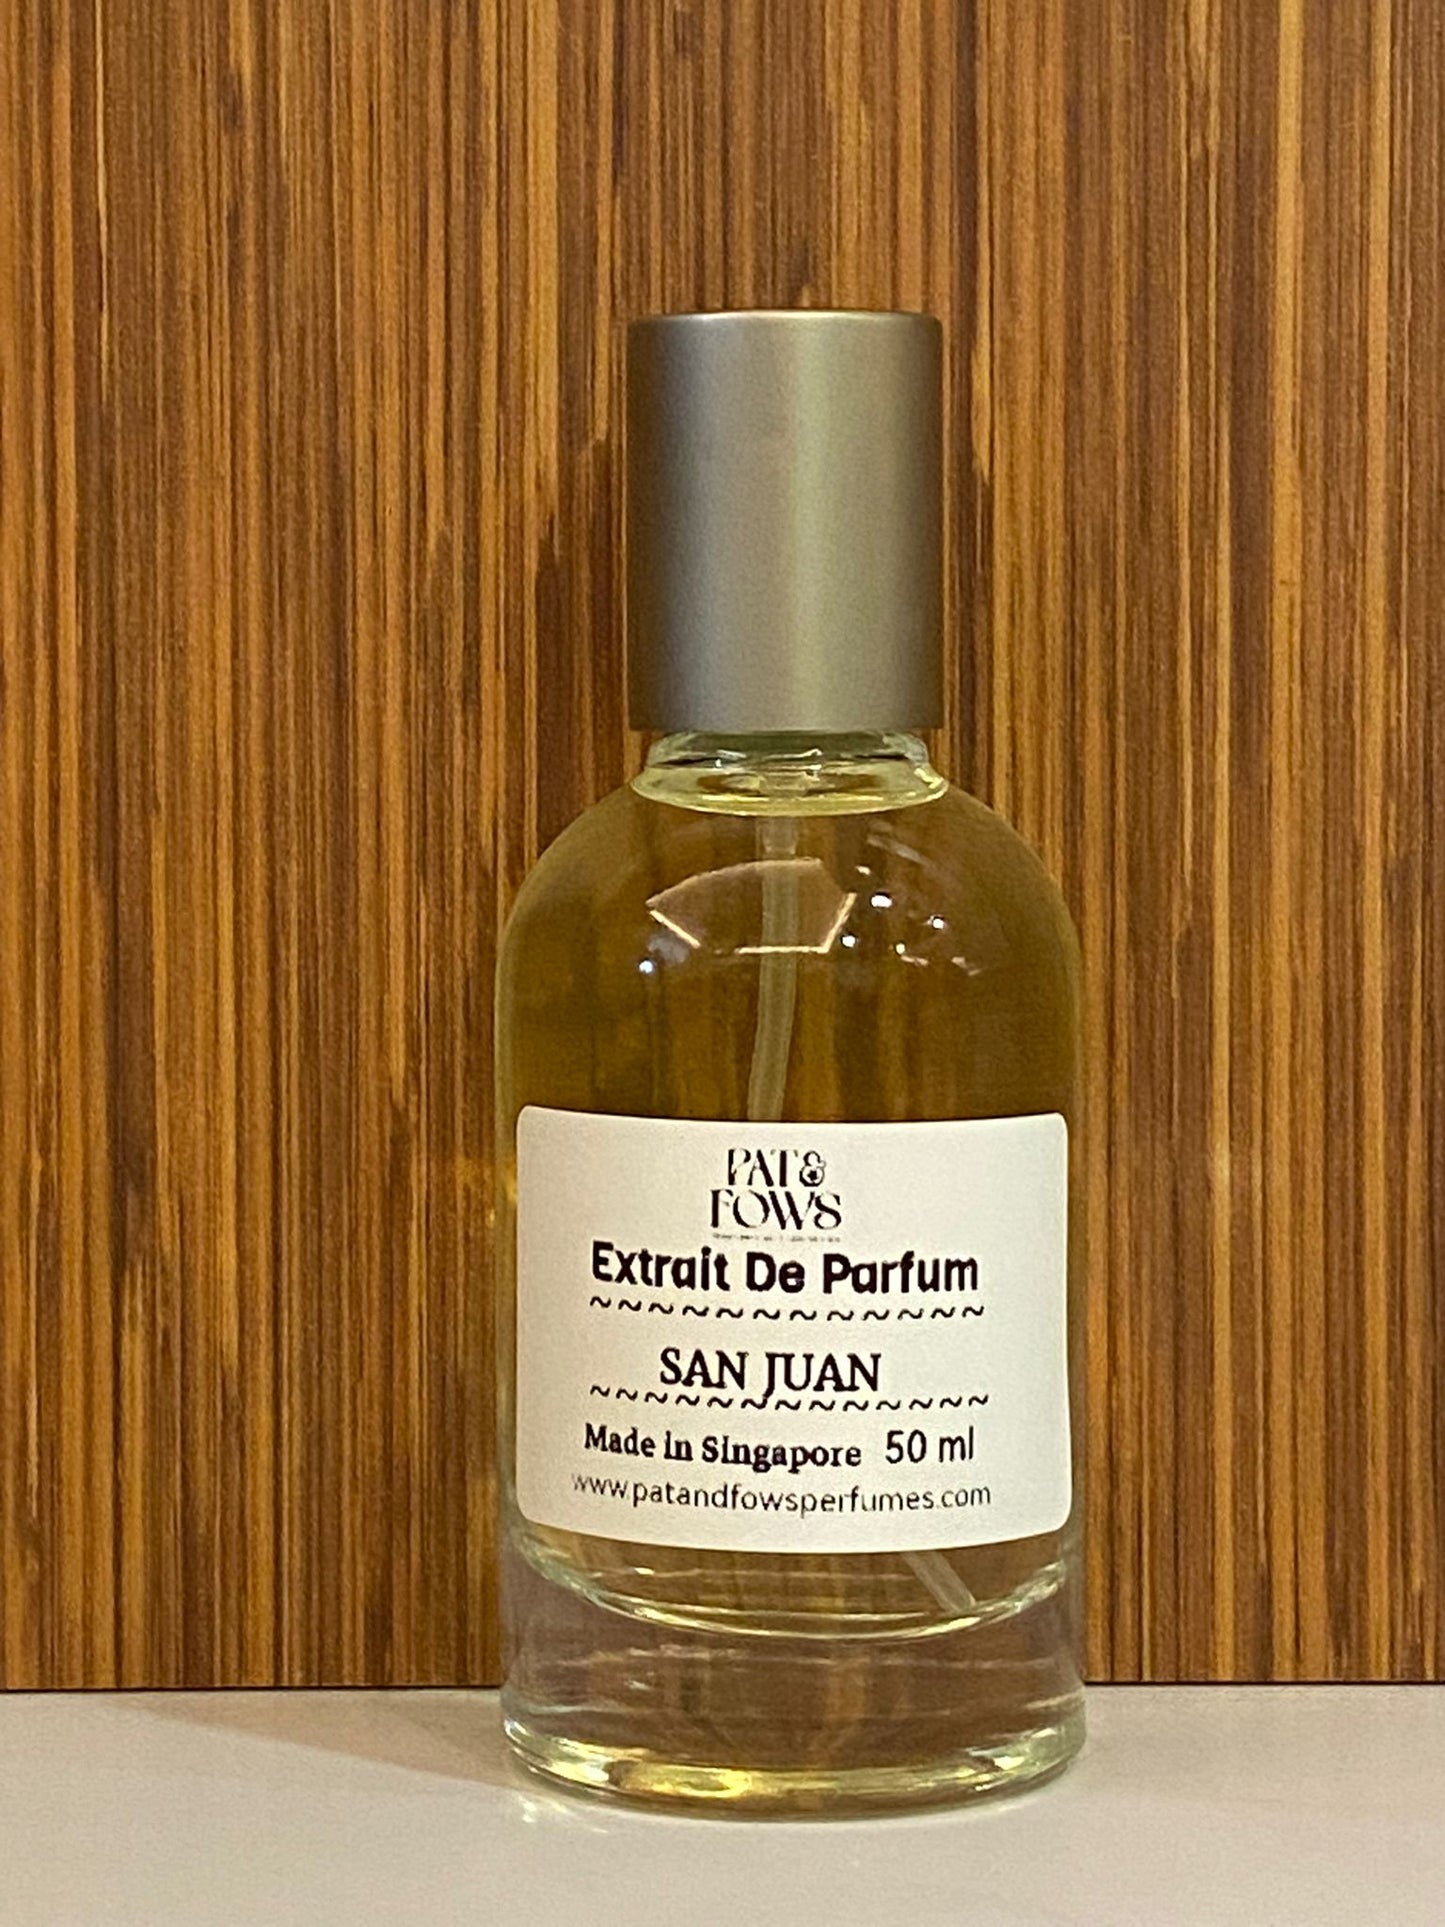 PAT&
FOWS
Extrait De Parfum
~~~~~~~~~~~~~
SAN JUAN
~~~~~~~~~~~~~
Made in Singapore 50 ml
www.patandfowsperfumes.com